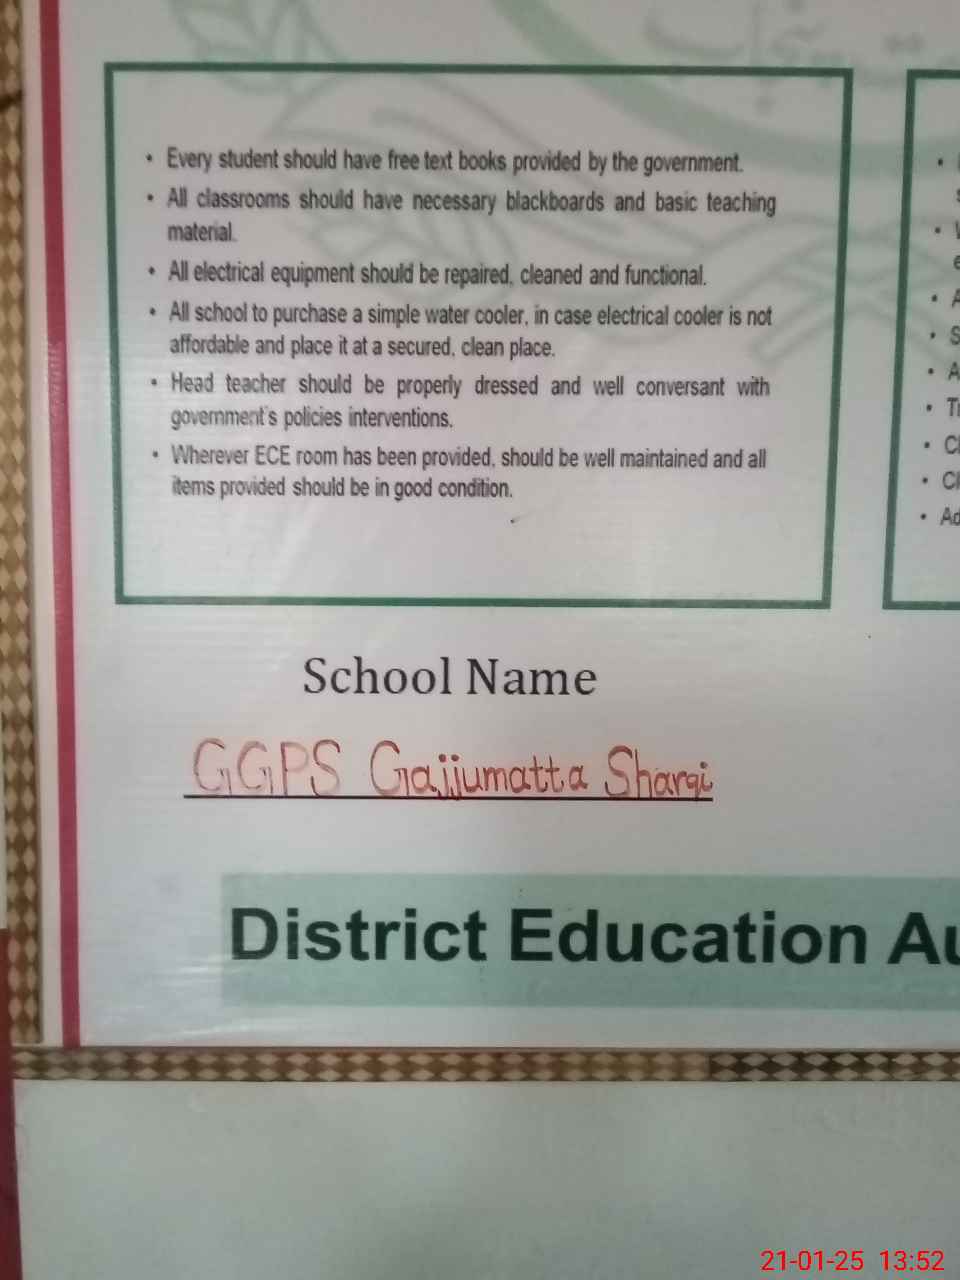 • Every student should have free text books provided by the government.
• All classrooms should have necessary blackboards and basic teaching
material.
• All electrical equipment should be repaired, cleaned and functional.
• All school to purchase a simple water cooler, in case electrical cooler is not
affordable and place it at a secured, clean place.
• Head teacher should be properly dressed and well conversant with
government's policies interventions.
• Wherever ECE room has been provided, should be well maintained and all
items provided should be in good condition.
School Name
GGPS Gajjumatta Sharqi
District Education
21-01-25 13:52